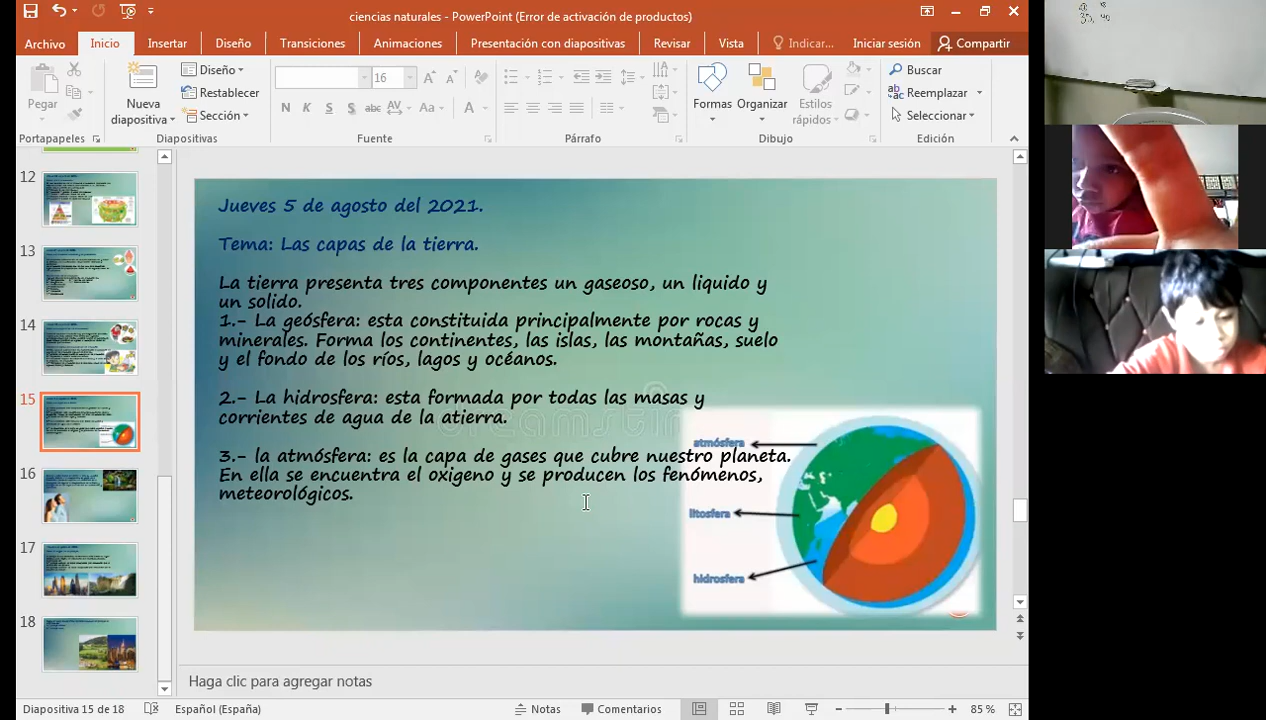 ciencias naturales - PowerPoint (Error de activación de productos)
Archivo Inicio Insertar Diseño Transiciones Animaciones Presentación con diapositivas Revisar Vista Indicar... Iniciar sesión Compartir
Pegar
Nueva diapositiva
Diseño
Restablecer
Sección
16
N K S S abc AV Aa A
Formas Organizar Estilos rápidos
Buscar
Reemplazar
Seleccionar
Portapapeles Diapositivas Fuente Párrafo Dibujo Edición
12
13
14
15
16
17
18
Jueves 5 de agosto del 2021.
Tema: Las capas de la tierra.
La tierra presenta tres componentes un gaseoso, un liquido y
un solido.
1.- La geósfera: esta constituida principalmente por rocas y
minerales. Forma los continentes, las islas, las montañas, suelo
y el fondo de los ríos, lagos y océanos.
2.- La hidrosfera: esta formada por todas las masas y
corrientes de agua de la atierra.
3.- la atmósfera: es la capa de gases que cubre nuestro planeta.
En ella se encuentra el oxigeno y se producen los fenómenos,
meteorológicos.
atmósfera
litosfera
hidrosfera
Haga clic para agregar notas
Diapositiva 15 de 18 Español (España) Notas Comentarios 85 %